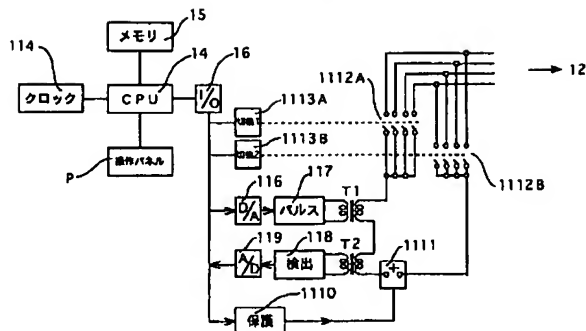 15
114
メモリ
14
16
クロック
CPU
I/O
P
操作パネル
1113A
1113B
1112A
12
1112B
116
117
T1
D/A
パルス
119
118
T2
1111
A/D
検出
+
1110
保護